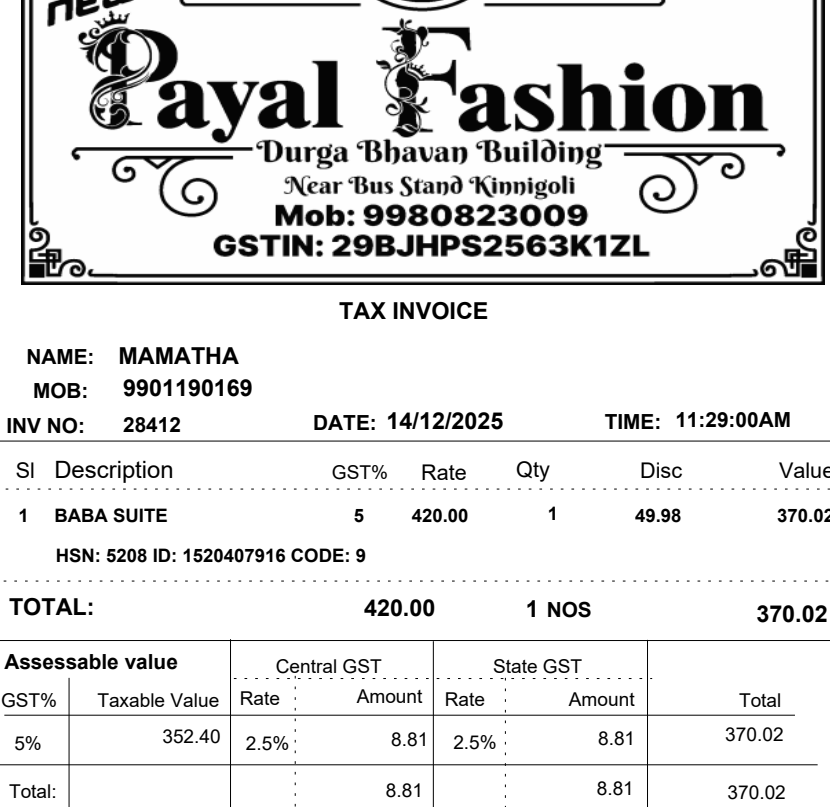 new
Payal Fashion
Durga Bhavan Building
Near Bus Stand Kinnigoli
Mob: 9980823009
GSTIN: 29BJHPS2563K1ZL
TAX INVOICE
NAME: MAMATHA
MOB: 9901190169
INV NO: 28412 DATE: 14/12/2025 TIME: 11:29:00AM
Sl Description GST% Rate Qty Disc Value
1 BABA SUITE 5 420.00 1 49.98 370.02
HSN: 5208 ID: 1520407916 CODE: 9
TOTAL: 420.00 1 NOS 370.02
Assessable value Central GST State GST
GST% Taxable Value Rate Amount Rate Amount Total
5% 352.40 2.5% 8.81 2.5% 8.81 370.02
Total: 8.81 8.81 370.02